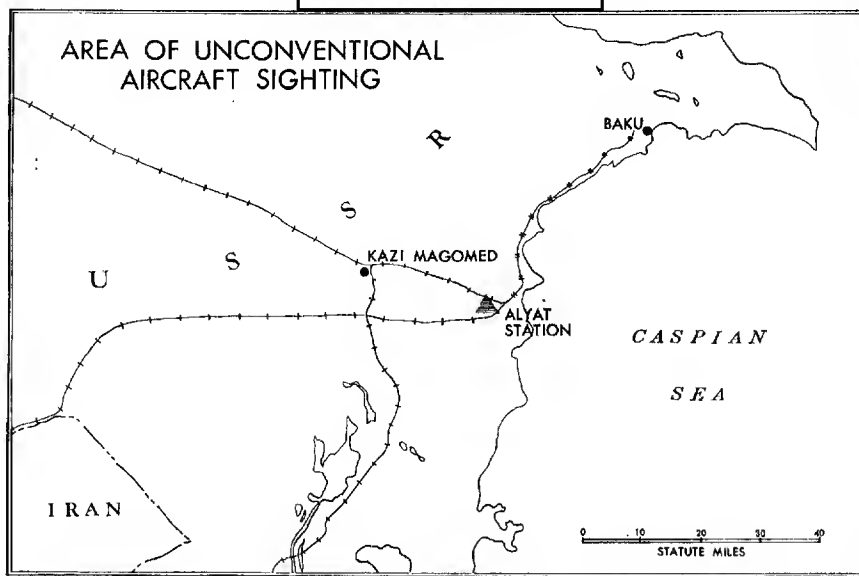 AREA OF UNCONVENTIONAL
AIRCRAFT SIGHTING
U S S R
BAKU
KAZI MAGOMED
ALYAT
STATION
CASPIAN
SEA
IRAN
0 10 20 30 40
STATUTE MILES